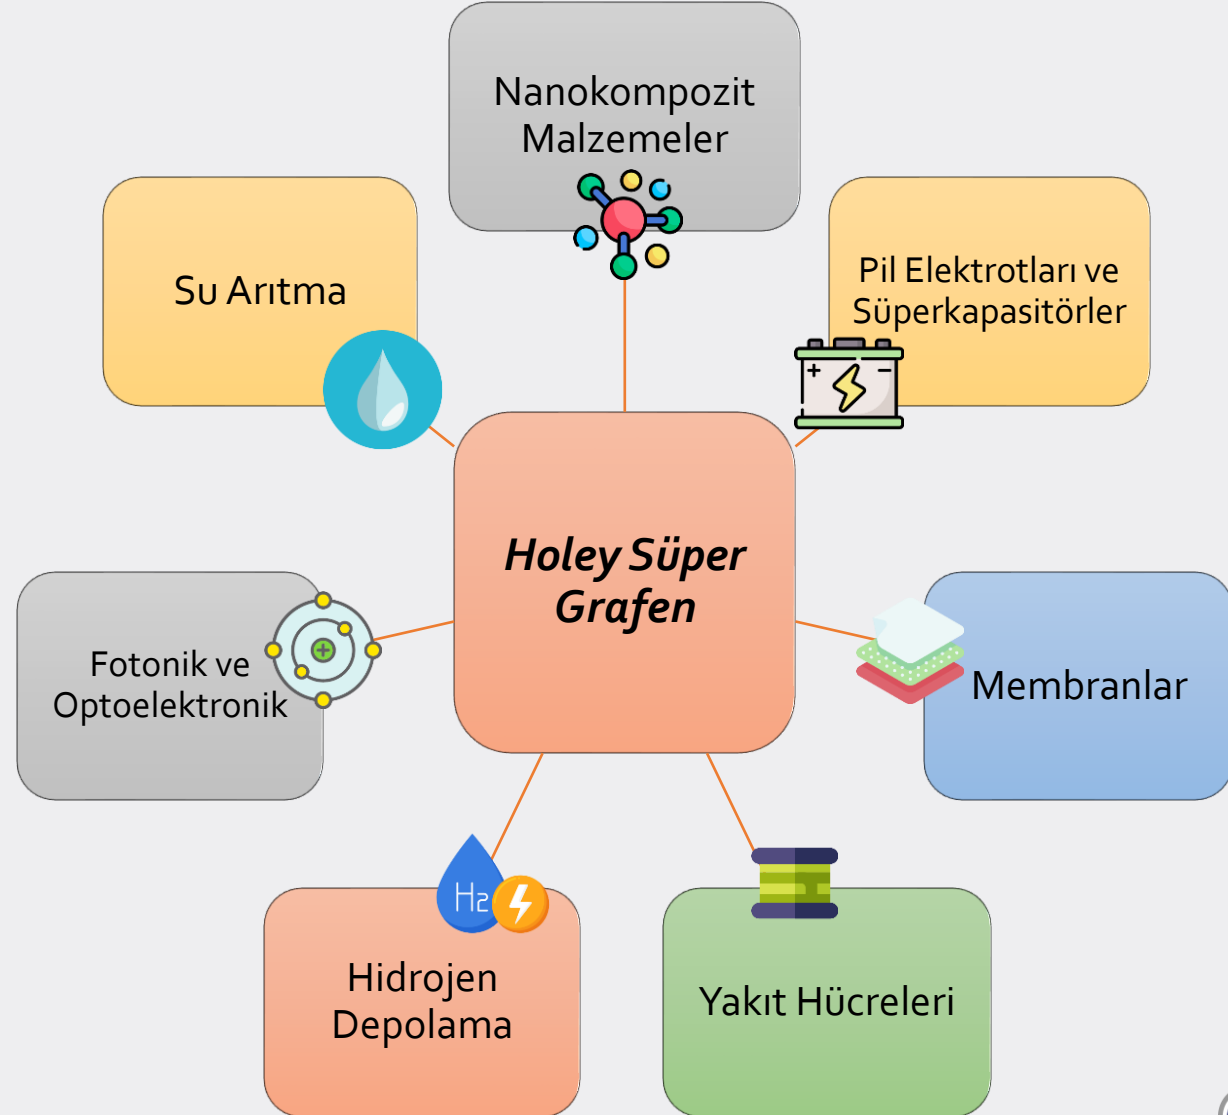 Nanokompozit
Malzemeler
Su Arıtma
Pil Elektrotları ve
Süperkapasitörler
+ −
Holey Süper
Grafen
Fotonik ve
Optoelektronik
+
Membranlar
H2
Hidrojen
Depolama
Yakıt Hücreleri